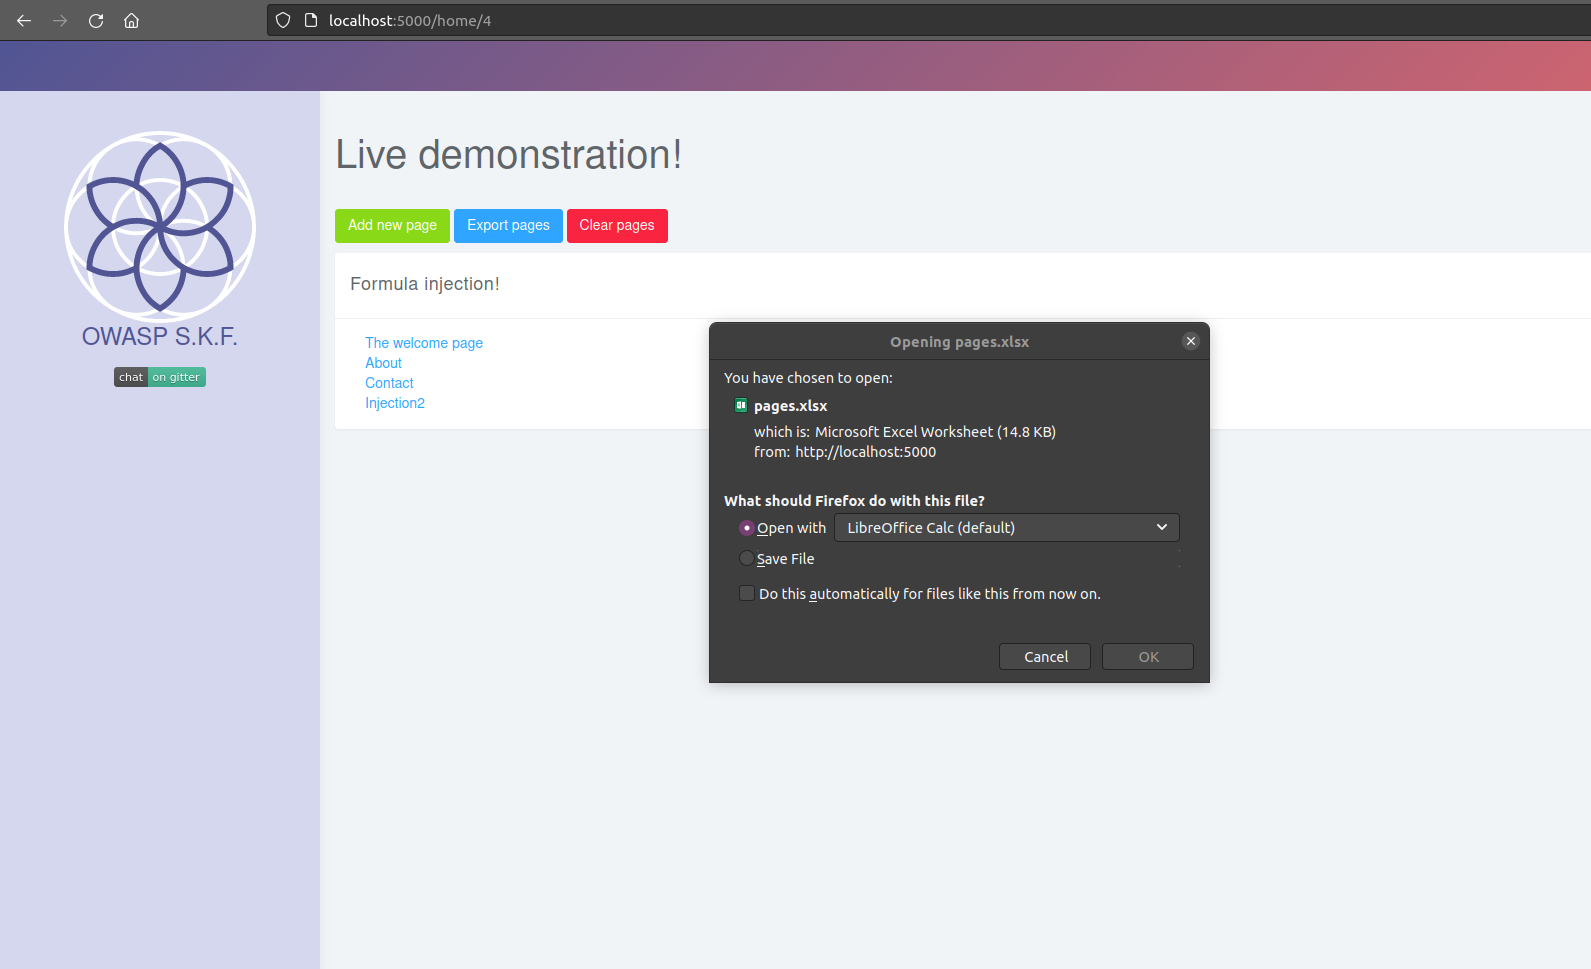 localhost:5000/home/4
OWASP S.K.F.
chat on gitter
Live demonstration!
Add new page Export pages Clear pages
Formula injection!
The welcome page
About
Contact
Injection2
Opening pages.xlsx
You have chosen to open:
pages.xlsx
which is: Microsoft Excel Worksheet (14.8 KB)
from: http://localhost:5000
What should Firefox do with this file?
Open with LibreOffice Calc (default)
Save File
Do this automatically for files like this from now on.
Cancel OK